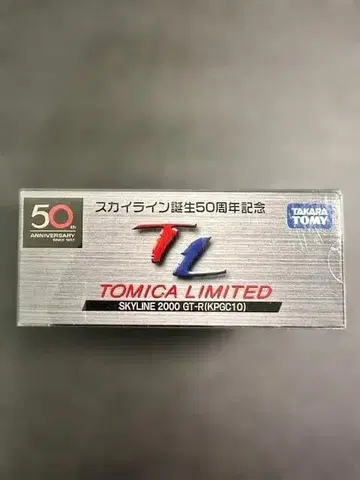 50th
ANNIVERSARY
SINCE 1957
スカイライン誕生50周年記念
TAKARA
TOMY
TL
TOMICA LIMITED
SKYLINE 2000 GT-R(KPGC10)